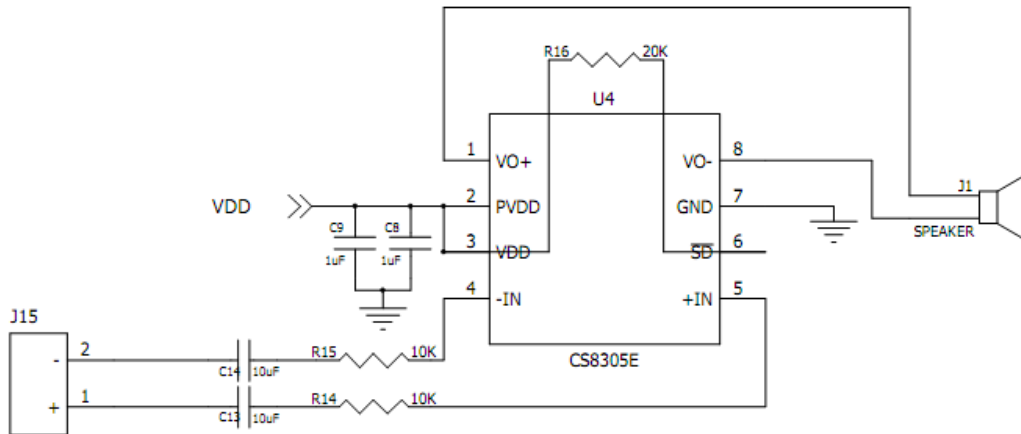 R16 20K
U4
1 VO+ VO- 8
J1
VDD 2 PVDD GND 7
C9 C8 SPEAKER
1uF 1uF 3 VDD SD 6
4 -IN +IN 5
J15
- 2 C14 10uF R15 10K CS8305E
+ 1 C13 10uF R14 10K